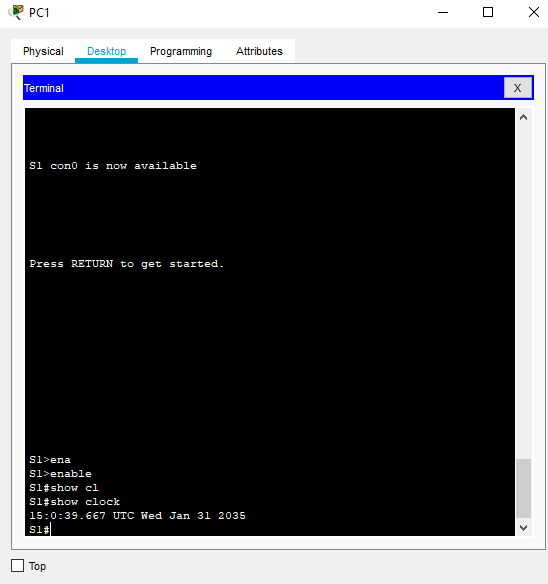 PC1
Physical Desktop Programming Attributes
Terminal X
S1 con0 is now available
Press RETURN to get started.
S1>ena
S1>enable
S1#show cl
S1#show clock
15:0:39.667 UTC Wed Jan 31 2035
S1#
Top